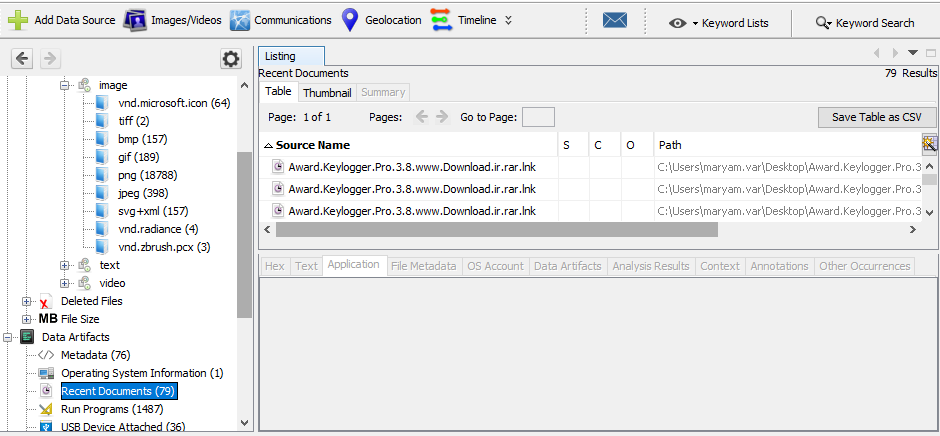 Add Data Source Images/Videos Communications Geolocation Timeline Keyword Lists Keyword Search
image
vnd.microsoft.icon (64)
tiff (2)
bmp (157)
gif (189)
png (18788)
jpeg (398)
svg+xml (157)
vnd.radiance (4)
vnd.zbrush.pcx (3)
text
video
Deleted Files
MB File Size
Data Artifacts
Metadata (76)
Operating System Information (1)
Recent Documents (79)
Run Programs (1487)
USB Device Attached (36)
Listing
Recent Documents 79 Results
Table Thumbnail Summary
Page: 1 of 1 Pages: Go to Page: Save Table as CSV
Source Name S C O Path
Award.Keylogger.Pro.3.8.www.Download.ir.rar.lnk C:\Users\maryam.var\Desktop\Award.Keylogger.Pro.3
Award.Keylogger.Pro.3.8.www.Download.ir.rar.lnk C:\Users\maryam.var\Desktop\Award.Keylogger.Pro.3
Award.Keylogger.Pro.3.8.www.Download.ir.rar.lnk C:\Users\maryam.var\Desktop\Award.Keylogger.Pro.3
Hex Text Application File Metadata OS Account Data Artifacts Analysis Results Context Annotations Other Occurrences